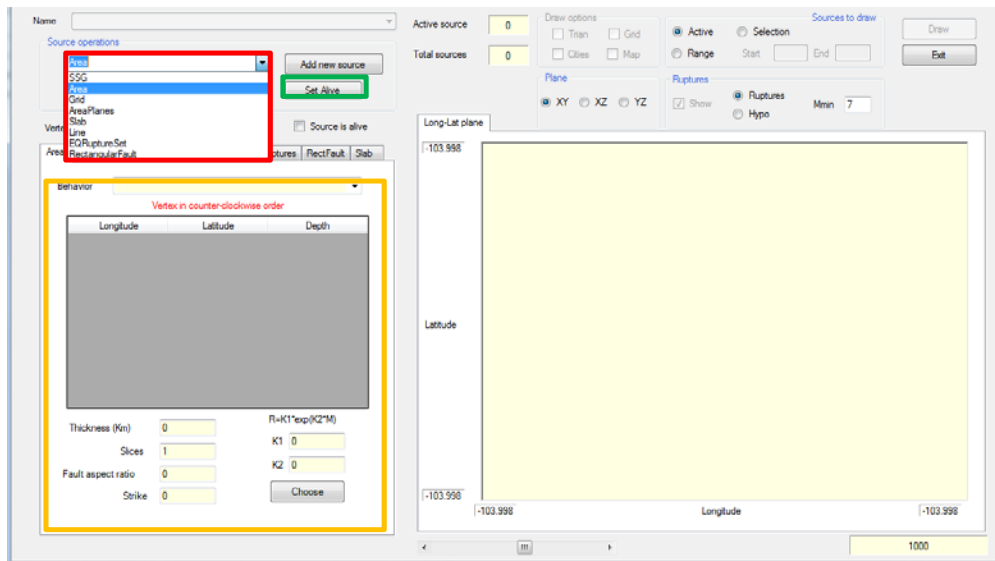 Name
Source operations
Area
SSG
Area
Grid
AreaPlanes
Slab
Line
EQRuptureSet
RectangularFault
Add new source
Set Alive
Source is alive
RectFault Slab
Behavior
Vertex in counter-clockwise order
Longitude Latitude Depth
Thickness (Km) 0
Slices 1
Fault aspect ratio 0
Strike 0
R=K1*exp(K2*M)
K1 0
K2 0
Choose
Active source 0
Total sources 0
Draw options
Trian Grid
Cities Map
Sources to draw
Active Selection
Range Start End
Draw
Exit
Plane
XY XZ YZ
Ruptures
Show Ruptures
Hypo
Mmin 7
Long-Lat plane
-103.998
Latitude
-103.998
-103.998 Longitude -103.998
1000